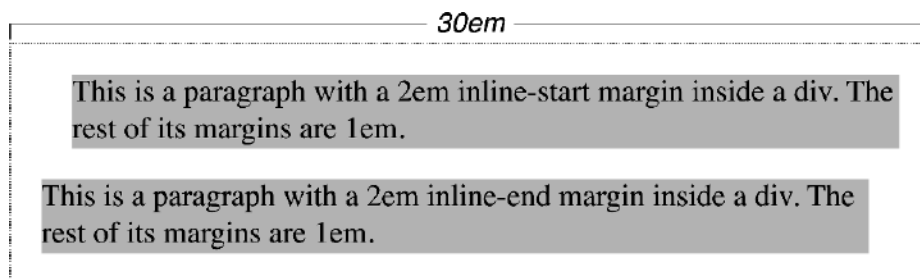 30em
This is a paragraph with a 2em inline-start margin inside a div. The
rest of its margins are 1em.
This is a paragraph with a 2em inline-end margin inside a div. The
rest of its margins are 1em.